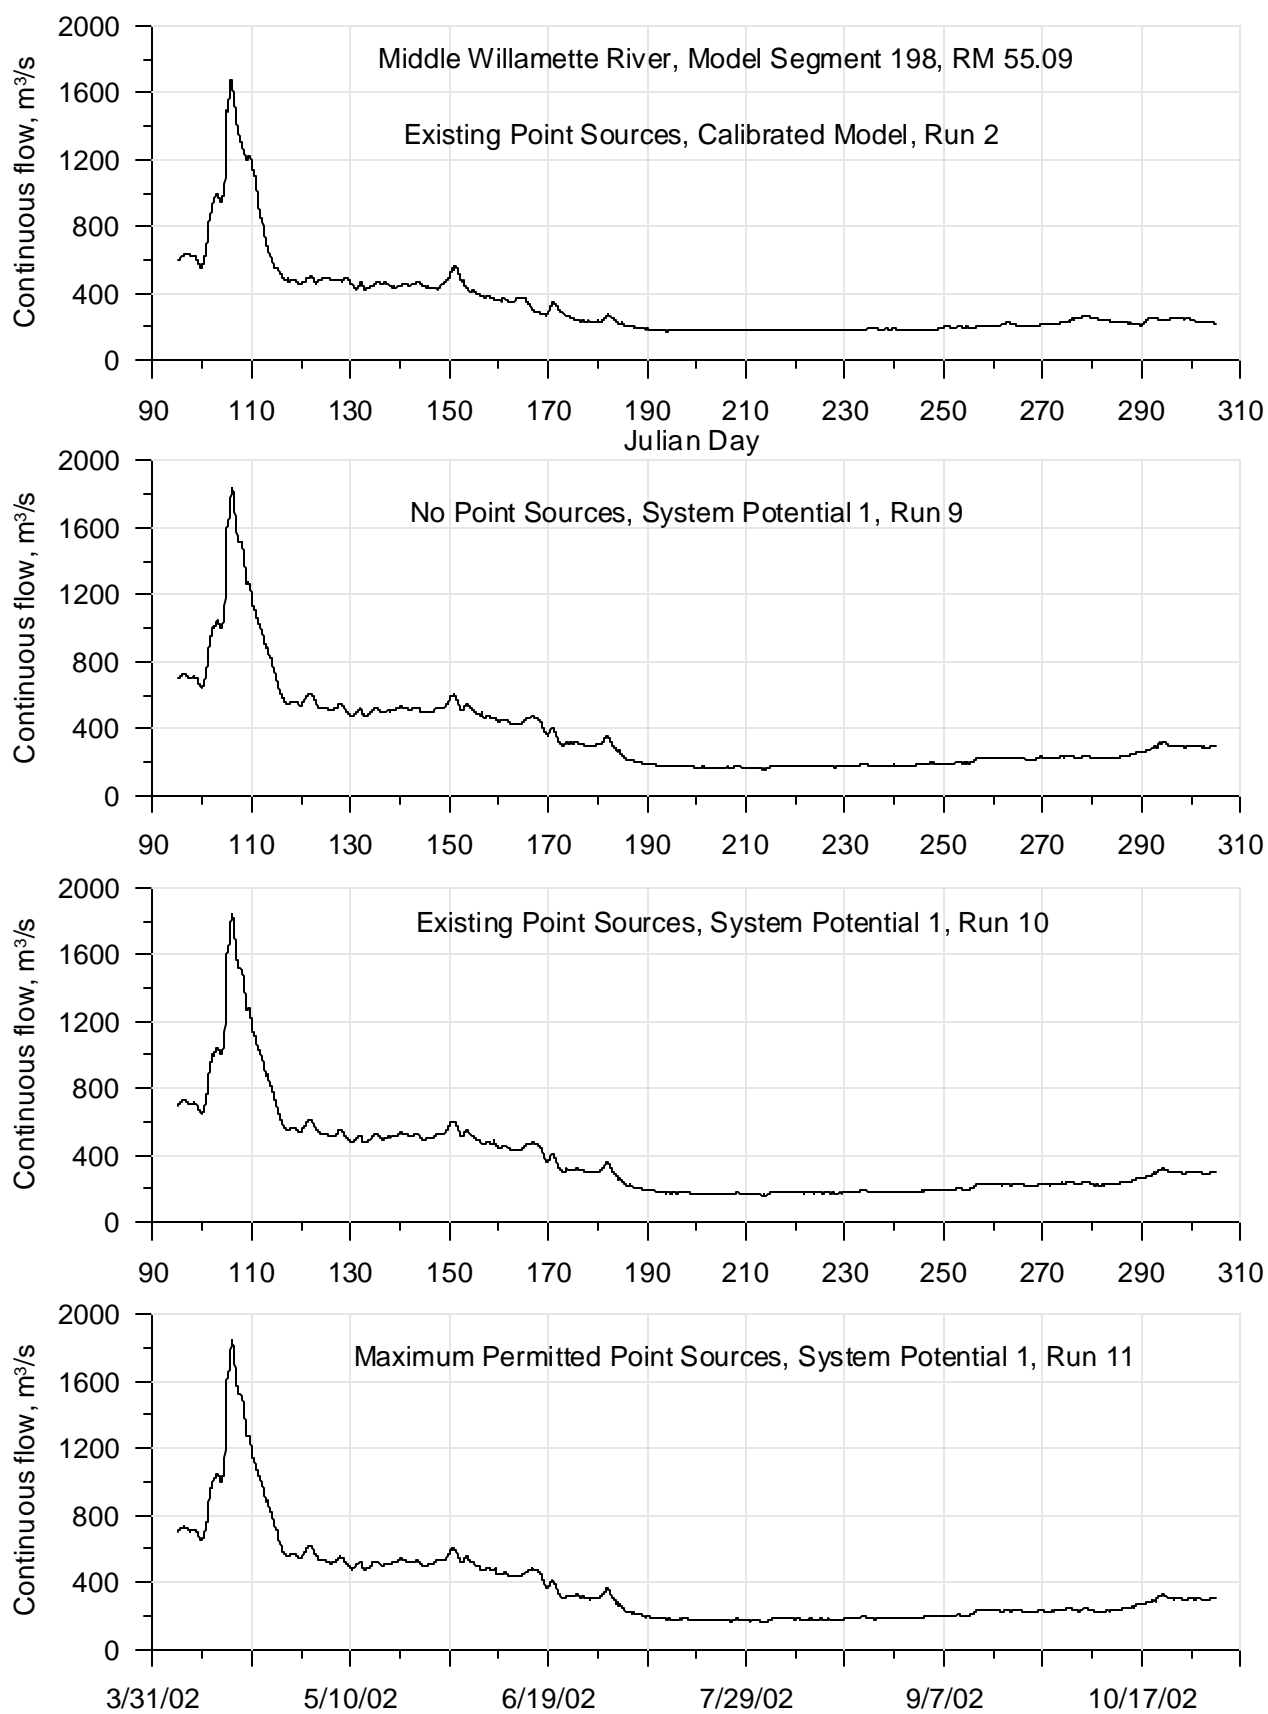 2000
Middle Willamette River, Model Segment 198, RM 55.09
1600
Existing Point Sources, Calibrated Model, Run 2
1200
800
400
0
Continuous flow, m³/s
90 110 130 150 170 190 210 230 250 270 290 310
Julian Day
2000
No Point Sources, System Potential 1, Run 9
1600
1200
800
400
0
Continuous flow, m³/s
90 110 130 150 170 190 210 230 250 270 290 310
2000
Existing Point Sources, System Potential 1, Run 10
1600
1200
800
400
0
Continuous flow, m³/s
90 110 130 150 170 190 210 230 250 270 290 310
2000
Maximum Permitted Point Sources, System Potential 1, Run 11
1600
1200
800
400
0
Continuous flow, m³/s
3/31/02 5/10/02 6/19/02 7/29/02 9/7/02 10/17/02